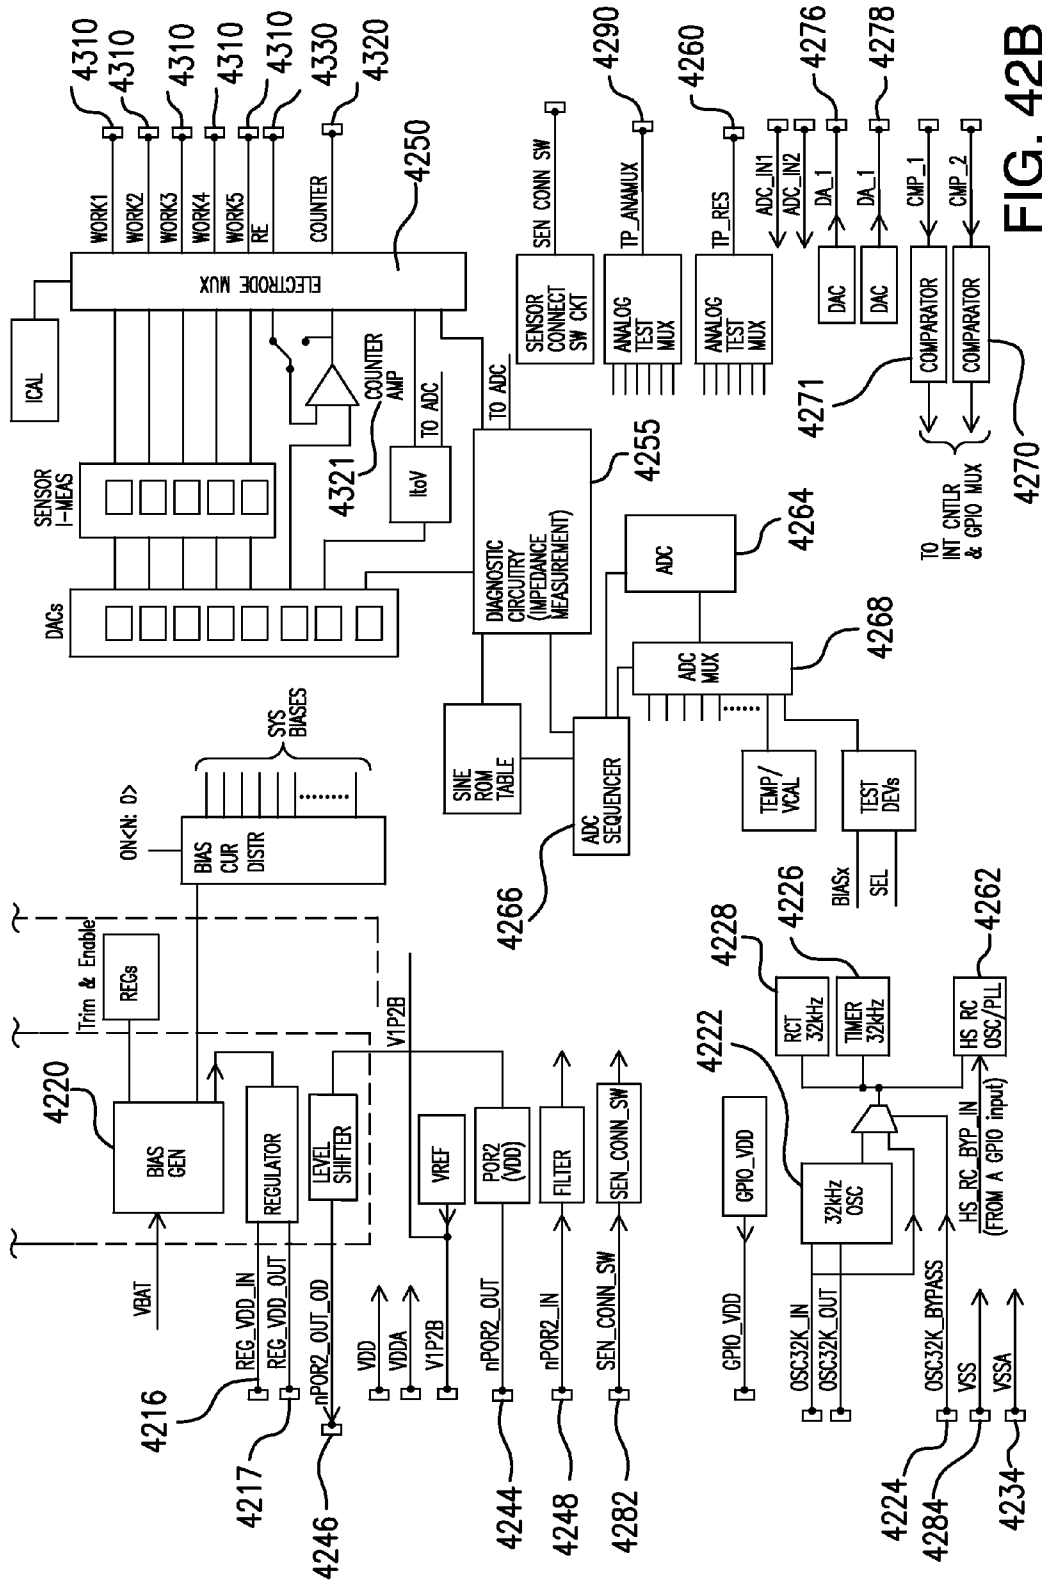 4310
4310
4310
4310
4310
4330
4320
WORK1
WORK2
WORK3
WORK4
WORK5
RE
COUNTER
4250
ELECTRODE MUX
ICAL
SENSOR
I-MEAS
DACs
COUNTER
AMP
4321
TO ADC
ItoV
TO ADC
DIAGNOSTIC
CIRCUITRY
(IMPEDANCE
MEASUREMENT)
4255
SINE
ROM
TABLE
SEN CONN SW
SENSOR
CONNECT
SW CKT
4290
TP_ANAMUX
ANALOG
TEST
MUX
4260
TP_RES
ANALOG
TEST
MUX
ADC_IN1
ADC_IN2
4276
DA_1
DAC
4278
DA_1
DAC
CMP_1
COMPARATOR
4271
CMP_2
COMPARATOR
4270
TO
INT CNTLR
& GPIO MUX
ADC
4264
ADC
MUX
4268
ADC
SEQUENCER
4266
TEMP/
VCAL
TEST
DEVs
BIASx
SEL
ON<N: 0>
BIAS
CUR
DISTR
SYS
BIASES
Trim & Enable
REGs
4220
BIAS
GEN
VBAT
REGULATOR
REG_VDD_IN
REG_VDD_OUT
4216
4217
LEVEL
SHIFTER
nPOR2_OUT_OD
4246
VDD
VDDA
V1P2B
V1P2B
VREF
POR2
(VDD)
nPOR2_OUT
4244
FILTER
nPOR2_IN
4248
SEN_CONN_SW
SEN_CONN_SW
4282
GPIO_VDD
GPIO_VDD
4222
32kHz
OSC
OSC32K_IN
OSC32K_OUT
OSC32K_BYPASS
4224
VSS
4284
VSSA
4234
4228
RCT
32kHz
4226
TIMER
32kHz
4262
HS RC
OSC/PLL
HS_RC_BYP_IN
(FROM A GPIO input)
FIG. 42B